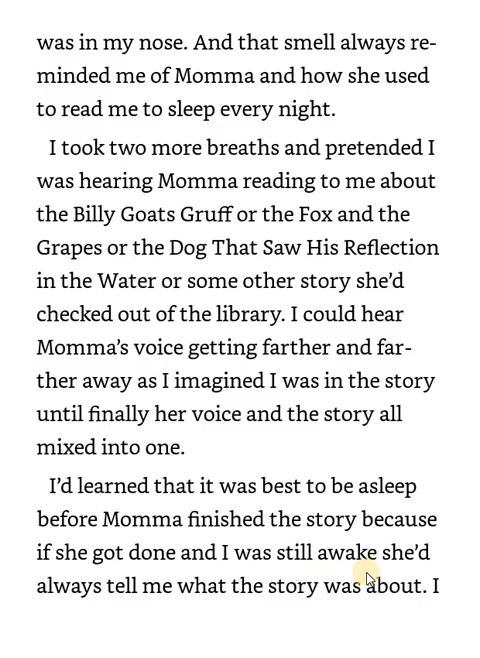 was in my nose. And that smell always re-
minded me of Momma and how she used
to read me to sleep every night.
I took two more breaths and pretended I
was hearing Momma reading to me about
the Billy Goats Gruff or the Fox and the
Grapes or the Dog That Saw His Reflection
in the Water or some other story she’d
checked out of the library. I could hear
Momma’s voice getting farther and far-
ther away as I imagined I was in the story
until finally her voice and the story all
mixed into one.
I’d learned that it was best to be asleep
before Momma finished the story because
if she got done and I was still awake she’d
always tell me what the story was about. I